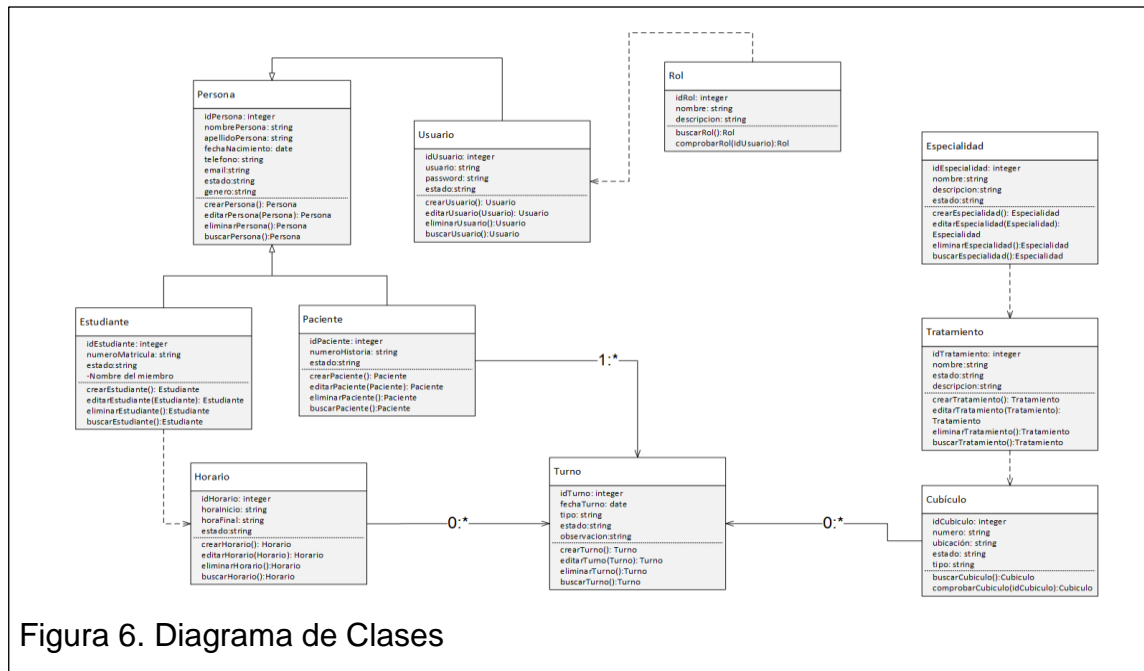 Persona
idPersona: integer
nombrePersona: string
apellidoPersona: string
fechaNacimiento: date
telefono: string
email:string
estado:string
genero:string
crearPersona(): Persona
editarPersona(Persona): Persona
eliminarPersona():Persona
buscarPersona():Persona
Usuario
idUsuario: integer
usuario: string
password: string
estado:string
crearUsuario(): Usuario
editarUsuario(Usuario): Usuario
eliminarUsuario():Usuario
buscarUsuario():Usuario
Rol
idRol: integer
nombre: string
descripcion: string
buscarRol():Rol
comprobarRol(idUsuario):Rol
Especialidad
idEspecialidad: integer
nombre:string
descripcion:string
estado:string
crearEspecialidad(): Especialidad
editarEspecialidad(Especialidad):
Especialidad
eliminarEspecialidad():Especialidad
buscarEspecialidad():Especialidad
Estudiante
idEstudiante: integer
numeroMatricula: string
estado:string
-Nombre del miembro
crearEstudiante(): Estudiante
editarEstudiante(Estudiante): Estudiante
eliminarEstudiante():Estudiante
buscarEstudiante():Estudiante
Paciente
idPaciente: integer
numeroHistoria: string
estado:string
crearPaciente(): Paciente
editarPaciente(Paciente): Paciente
eliminarPaciente():Paciente
buscarPaciente():Paciente
1:*
Tratamiento
idTratamiento: integer
nombre:string
estado:string
descripcion:string
crearTratamiento(): Tratamiento
editarTratamiento(Tratamiento):
Tratamiento
eliminarTratamiento():Tratamiento
buscarTratamiento():Tratamiento
Horario
idHorario: integer
horaInicio: string
horaFinal: string
estado:string
crearHorario(): Horario
editarHorario(Horario): Horario
eliminarHorario():Horario
buscarHorario():Horario
0:*
Turno
idTurno: integer
fechaTurno: date
tipo: string
estado:string
observacion:string
crearTurno(): Turno
editarTurno(Turno): Turno
eliminarTurno():Turno
buscarTurno():Turno
0:*
Cubículo
idCubiculo: integer
numero: string
ubicación: string
estado: string
tipo: string
buscarCubiculo():Cubiculo
comprobarCubiculo(idCubiculo):Cubiculo
Figura 6. Diagrama de Clases